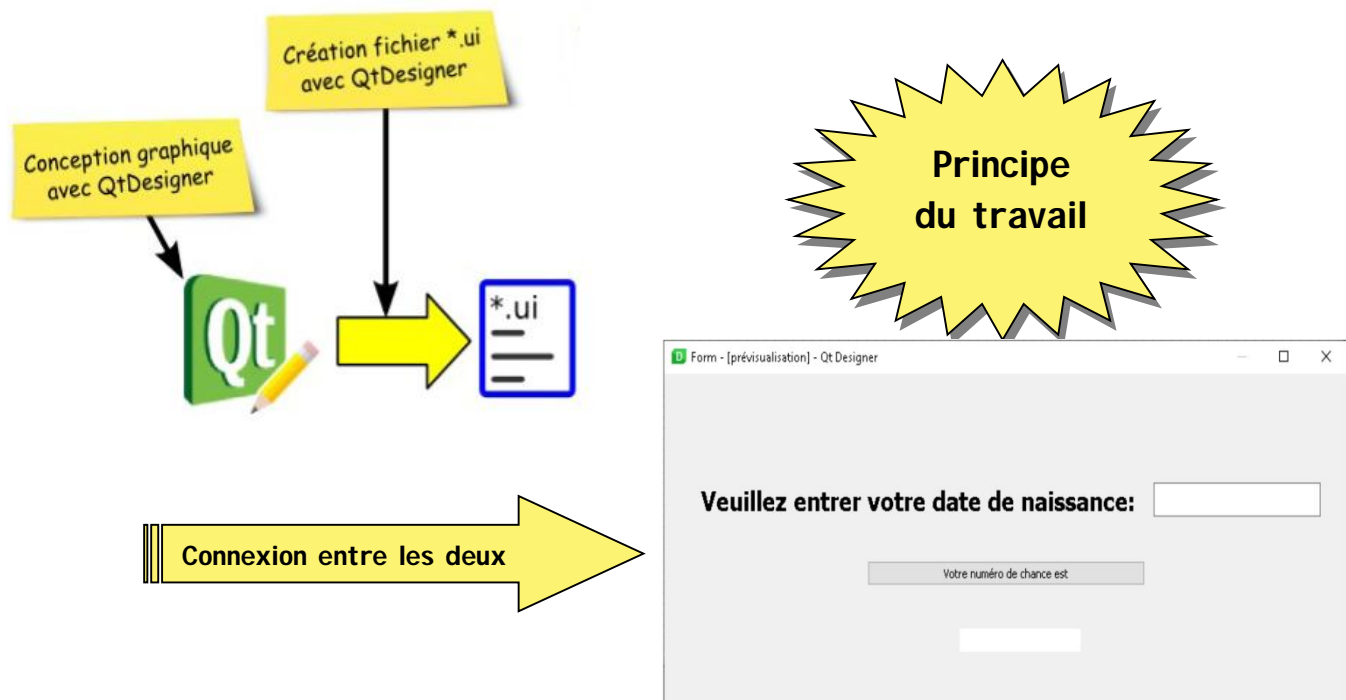 Création fichier *.ui
avec QtDesigner
Conception graphique
avec QtDesigner
Qt
*.ui
Principe
du travail
D Form - [prévisualisation] - Qt Designer
Veuillez entrer votre date de naissance:
Votre numéro de chance est
Connexion entre les deux